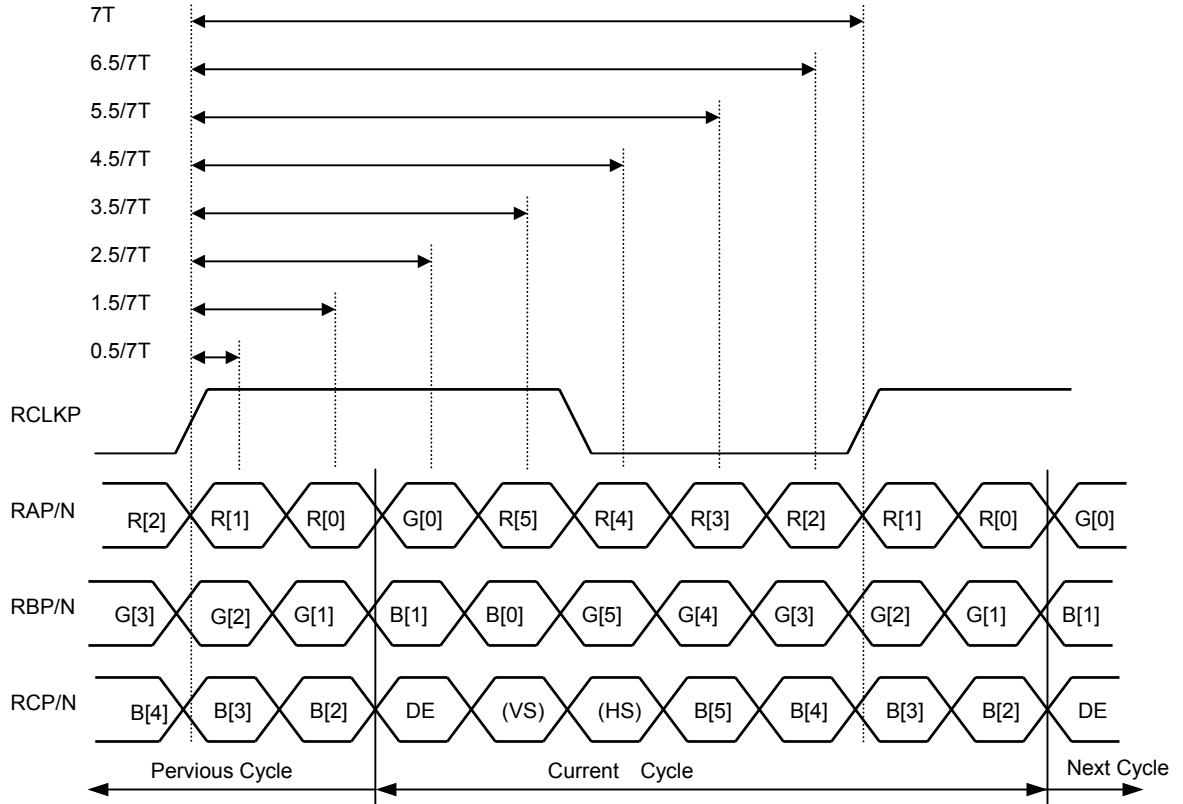 7T
6.5/7T
5.5/7T
4.5/7T
3.5/7T
2.5/7T
1.5/7T
0.5/7T
RCLKP
RAP/N R[2] R[1] R[0] G[0] R[5] R[4] R[3] R[2] R[1] R[0] G[0]
RBP/N G[3] G[2] G[1] B[1] B[0] G[5] G[4] G[3] G[2] G[1] B[1]
RCP/N B[4] B[3] B[2] DE (VS) (HS) B[5] B[4] B[3] B[2] DE
Pervious Cycle Current Cycle Next Cycle